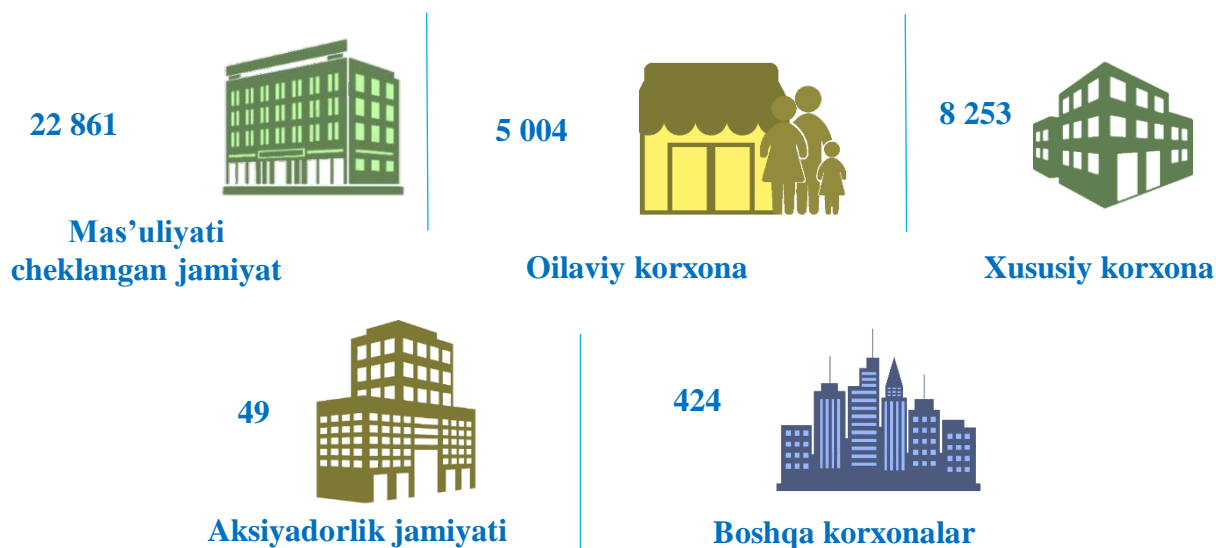 22 861
Mas’uliyati
cheklangan jamiyat
5 004
Oilaviy korxona
8 253
Xususiy korxona
49
Aksiyadorlik jamiyati
424
Boshqa korxonalar